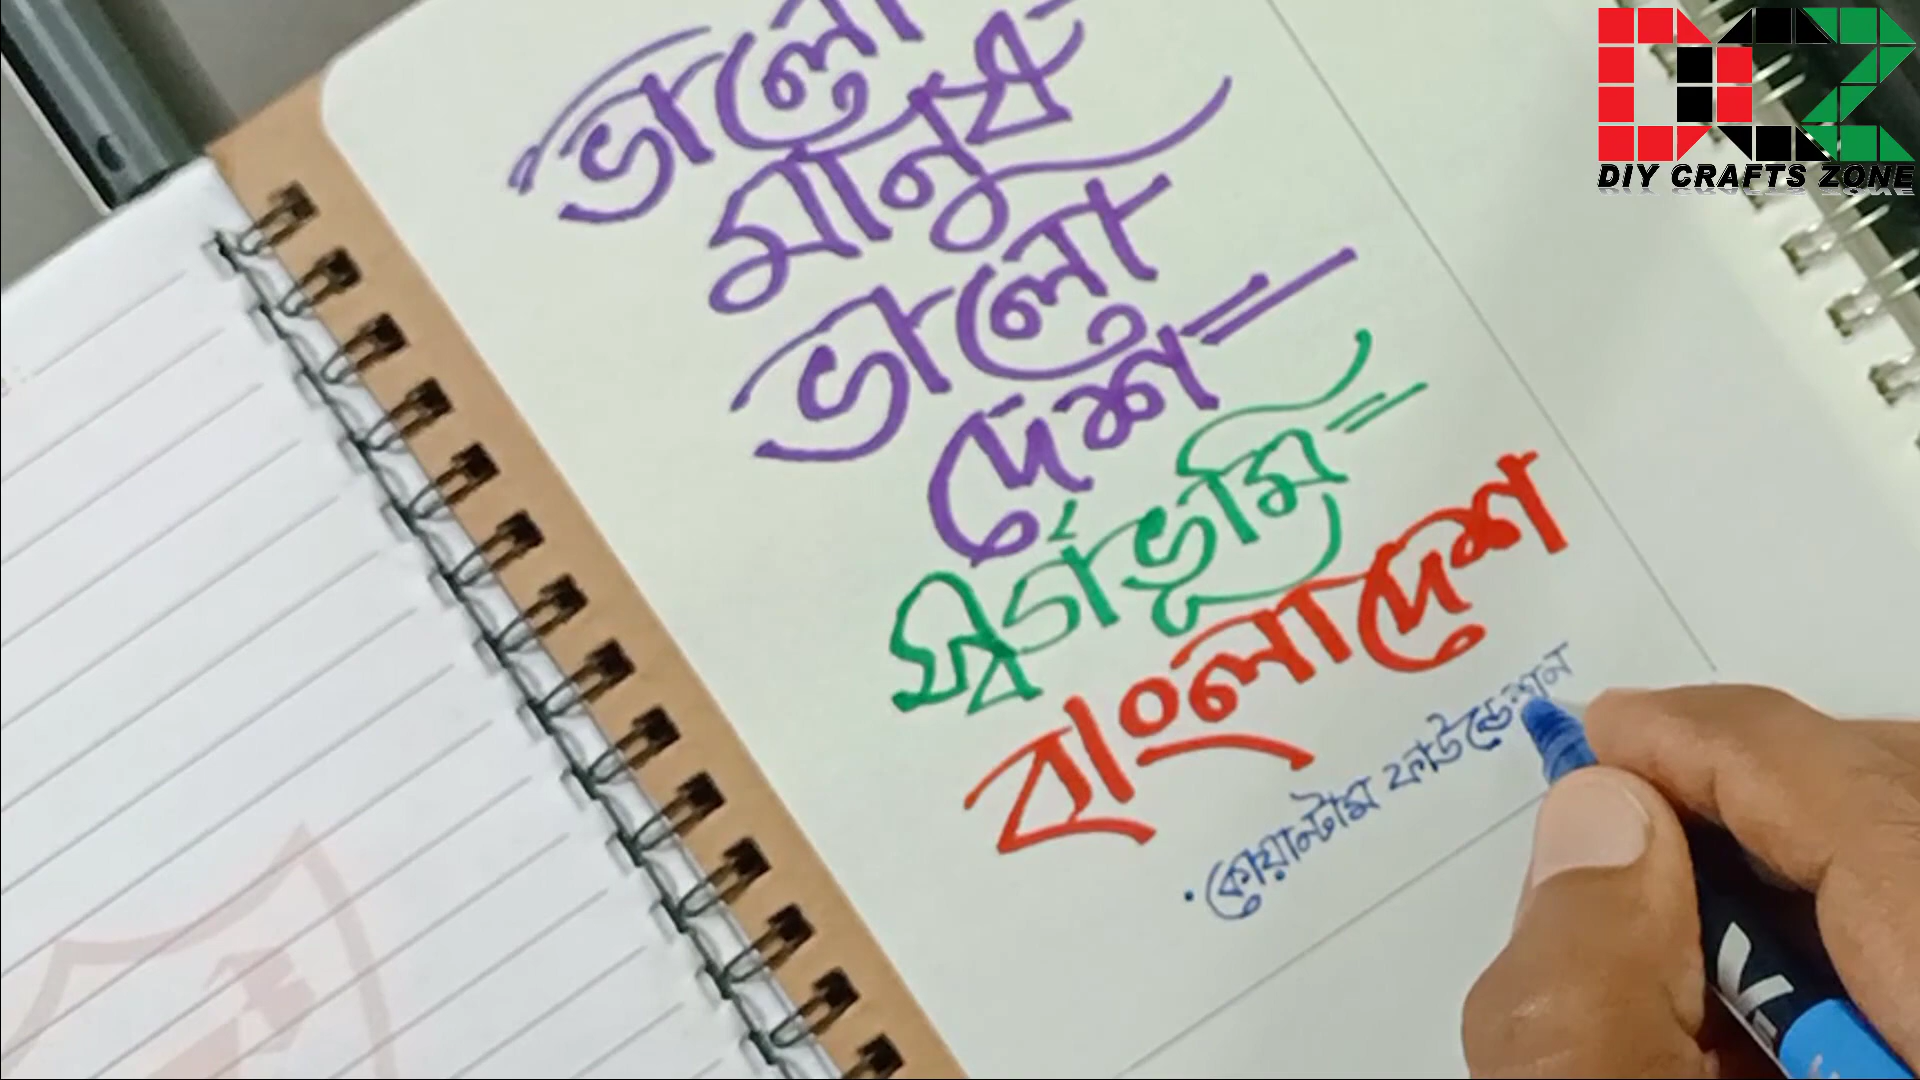 ভালো
মানুষ
ভালো
দেশ
স্বর্গভূমি
বাংলাদেশ
• কোয়ান্টাম ফাউন্ডেশন
DIY CRAFTS ZONE